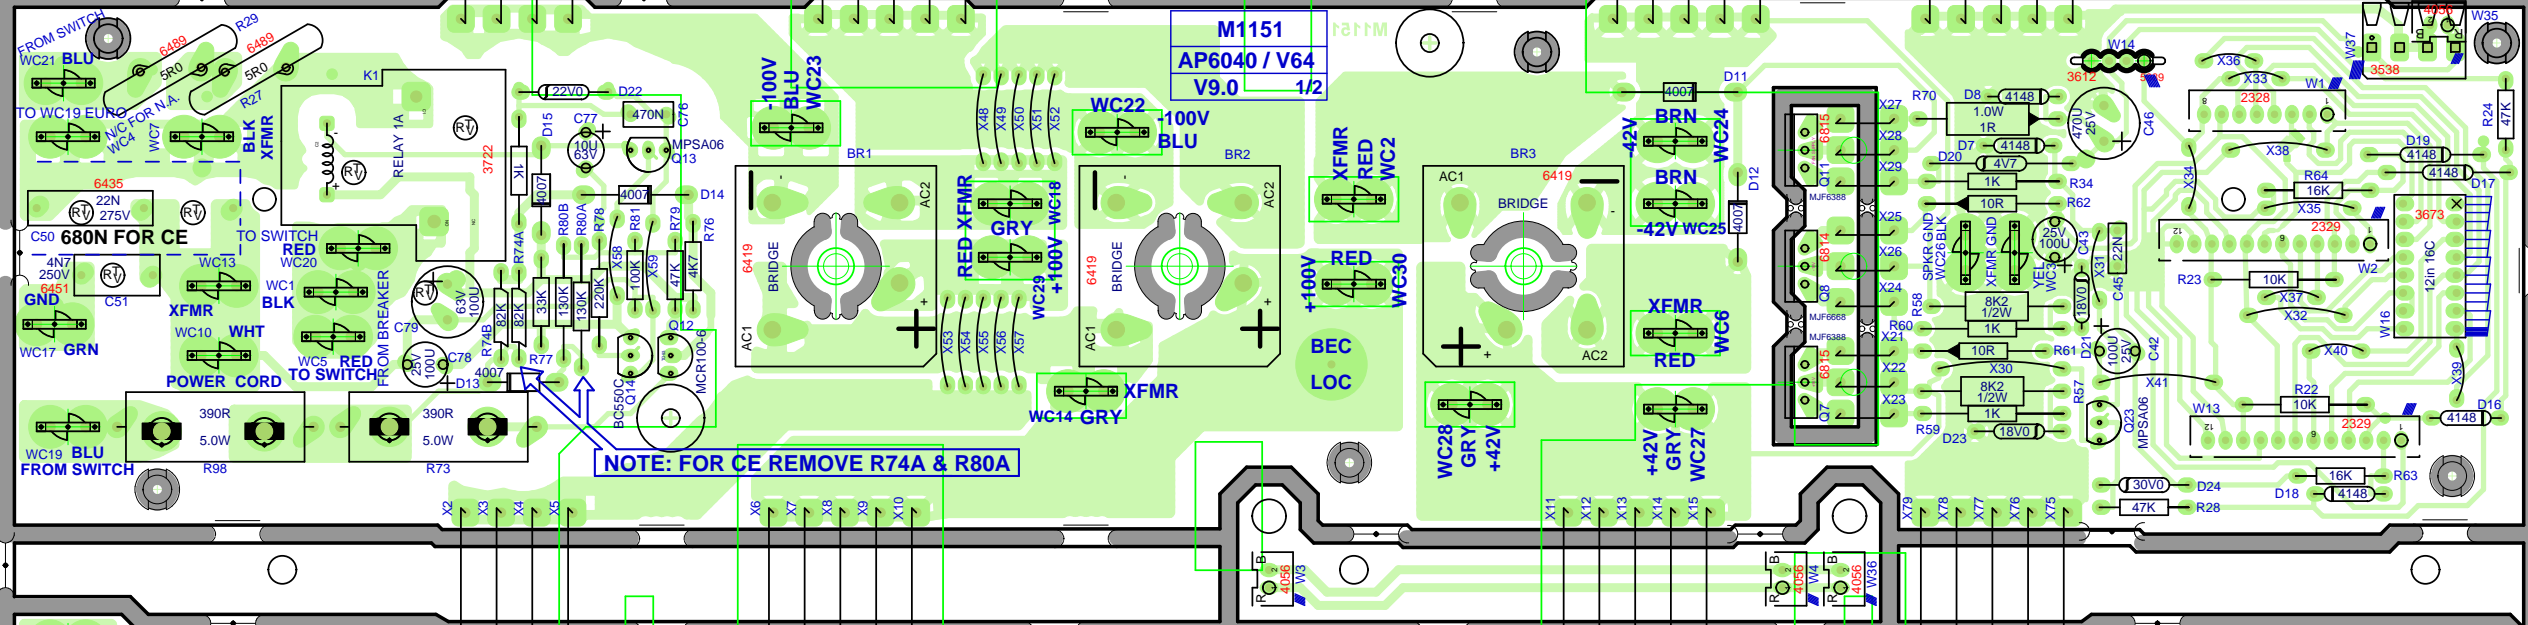 M1151
AP6040 / V64
V9.0 1/2
M1151
FROM SWITCH
WC21 BLU
R29
6489
6489
5R0
5R0
R27
TO WC19 EURO
N/C FOR N.A.
WC4
WC7
BLK
XFMR
K1
RELAY 1A
3722
RT
RT
6435
22N
275V
RT
RT
C50
680N FOR CE
TO SWITCH
RED
WC20
4N7
250V
6451
RT
C51
WC13
XFMR
WC1
BLK
GND
WC17 GRN
WC10
WHT
WC5
RED
TO SWITCH
FROM BREAKER
POWER CORD
RT
63V
100U
C79
25V
100U
C78
WC19 BLU
FROM SWITCH
390R
5.0W
R98
390R
5.0W
R73
22V0
D22
D15
C77
10U
63V
470N
C76
MPSA06
Q13
1K
4007
4007
D14
R74A
R80B
R80A
R78
X58
R81
X59
R79
R76
R74B
82K
82K
33K
130K
130K
220K
100K
47K
4K7
R77
4007
D13
Q12
BC550C
Q14
MCR100-6
NOTE: FOR CE REMOVE R74A & R80A
-100V
BLU
WC23
BR1
AC2
6419
BRIDGE
AC1
X48
X49
X50
X51
X52
WC22
-100V
BLU
RED XFMR
GRY
WC18
+100V
WC29
X53
X54
X55
X56
X57
XFMR
WC14 GRY
BR2
AC2
6419
BRIDGE
AC1
XFMR
RED
WC2
+100V
RED
WC30
BEC
LOC
BR3
AC1
6419
BRIDGE
AC2
WC28
GRY
+42V
D11
4007
BRN
-42V
WC24
BRN
-42V WC25
D12
4007
XFMR
WC6
RED
+42V
GRY
WC27
6815
Q11
MJF6388
6814
Q8
MJF6668
MJF6388
6815
Q7
X27
X28
X29
X25
X26
X24
X21
X22
X23
R70
D8
4148
1.0W
1R
D7
4148
D20
4V7
1K
R34
10R
R62
SPKR GND
WC26 BLK
XFMR GND
YEL
WC3
25V
100U
C43
X31
22N
C45
18V0
R58
8K2
1/2W
R60
1K
10R
R61
D21
X30
8K2
1/2W
R57
1K
R59
D23
18V0
470U
25V
C46
W14
3612
100U
25V
C42
X41
Q23
MPSA06
30V0
D24
47K
R28
X36
X33
W1
8
2328
1
X38
X34
R64
16K
X35
12
6
2329
1
W2
R23
10K
X37
X32
X40
R22
10K
W13
12
6
2329
1
16K
R63
D18
4148
4056
W35
W37
3538
R24
47K
D19
4148
4148
D17
3673
12in 16C
W16
X39
4148
D16
X2
X3
X4
X5
X6
X7
X8
X9
X10
X11
X12
X13
X14
X15
X79
X78
X77
X76
X75
R
B
4056
W3
R
B
4056
W4
R
B
4056
W36